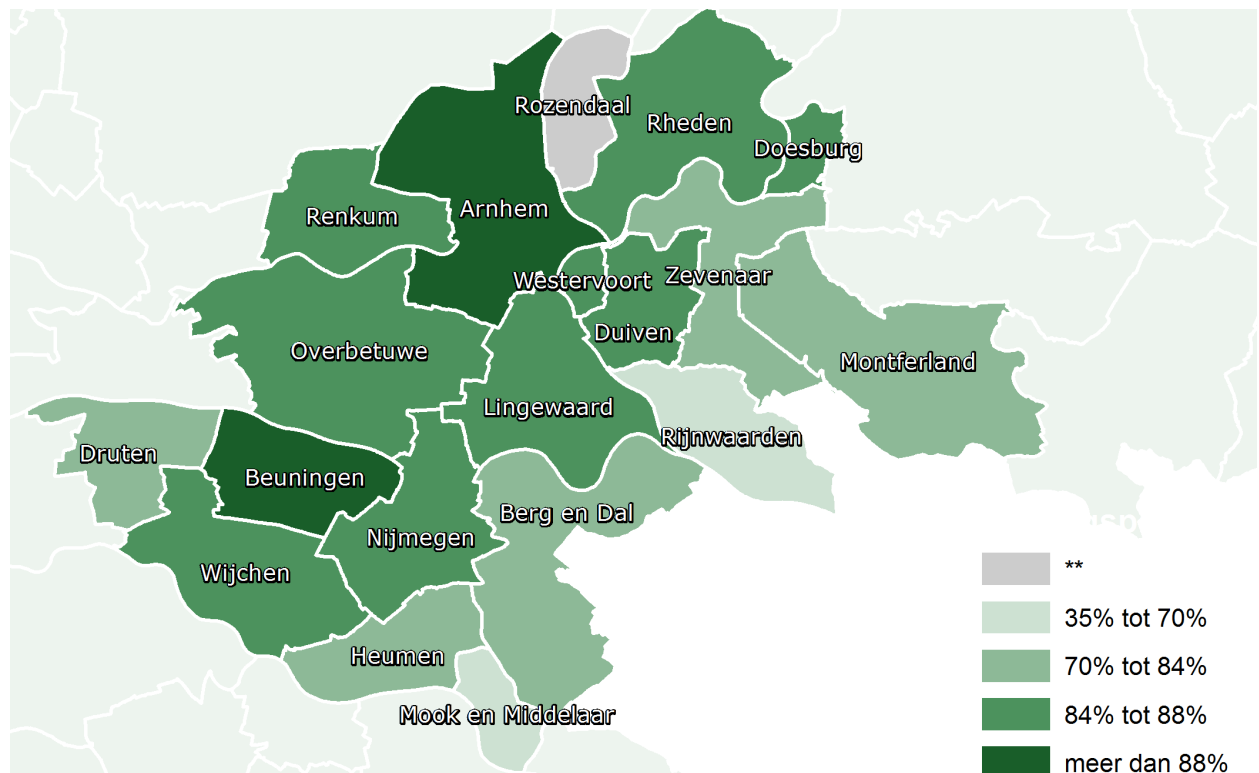 Rozendaal
Rheden
Doesburg
Arnhem
Renkum
Westervoort
Zevenaar
Duiven
Overbetuwe
Montferland
Lingewaard
Rijnwaarden
Druten
Beuningen
Berg en Dal
Nijmegen
Wijchen
Heumen
Mook en Middelaar
**
35% tot 70%
70% tot 84%
84% tot 88%
meer dan 88%